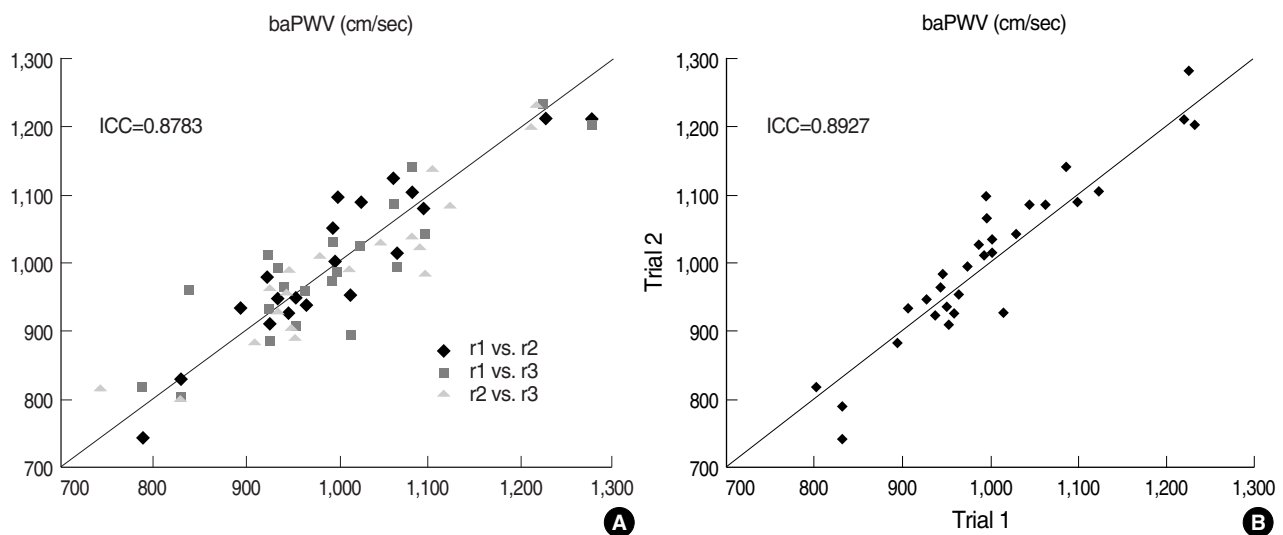 baPWV (cm/sec)
1,300
1,200
1,100
1,000
900
800
700
ICC=0.8783
r1 vs. r2
r1 vs. r3
r2 vs. r3
700 800 900 1,000 1,100 1,200 1,300
A
baPWV (cm/sec)
Trial 2
1,300
1,200
1,100
1,000
900
800
700
ICC=0.8927
700 800 900 1,000 1,100 1,200 1,300
Trial 1
B